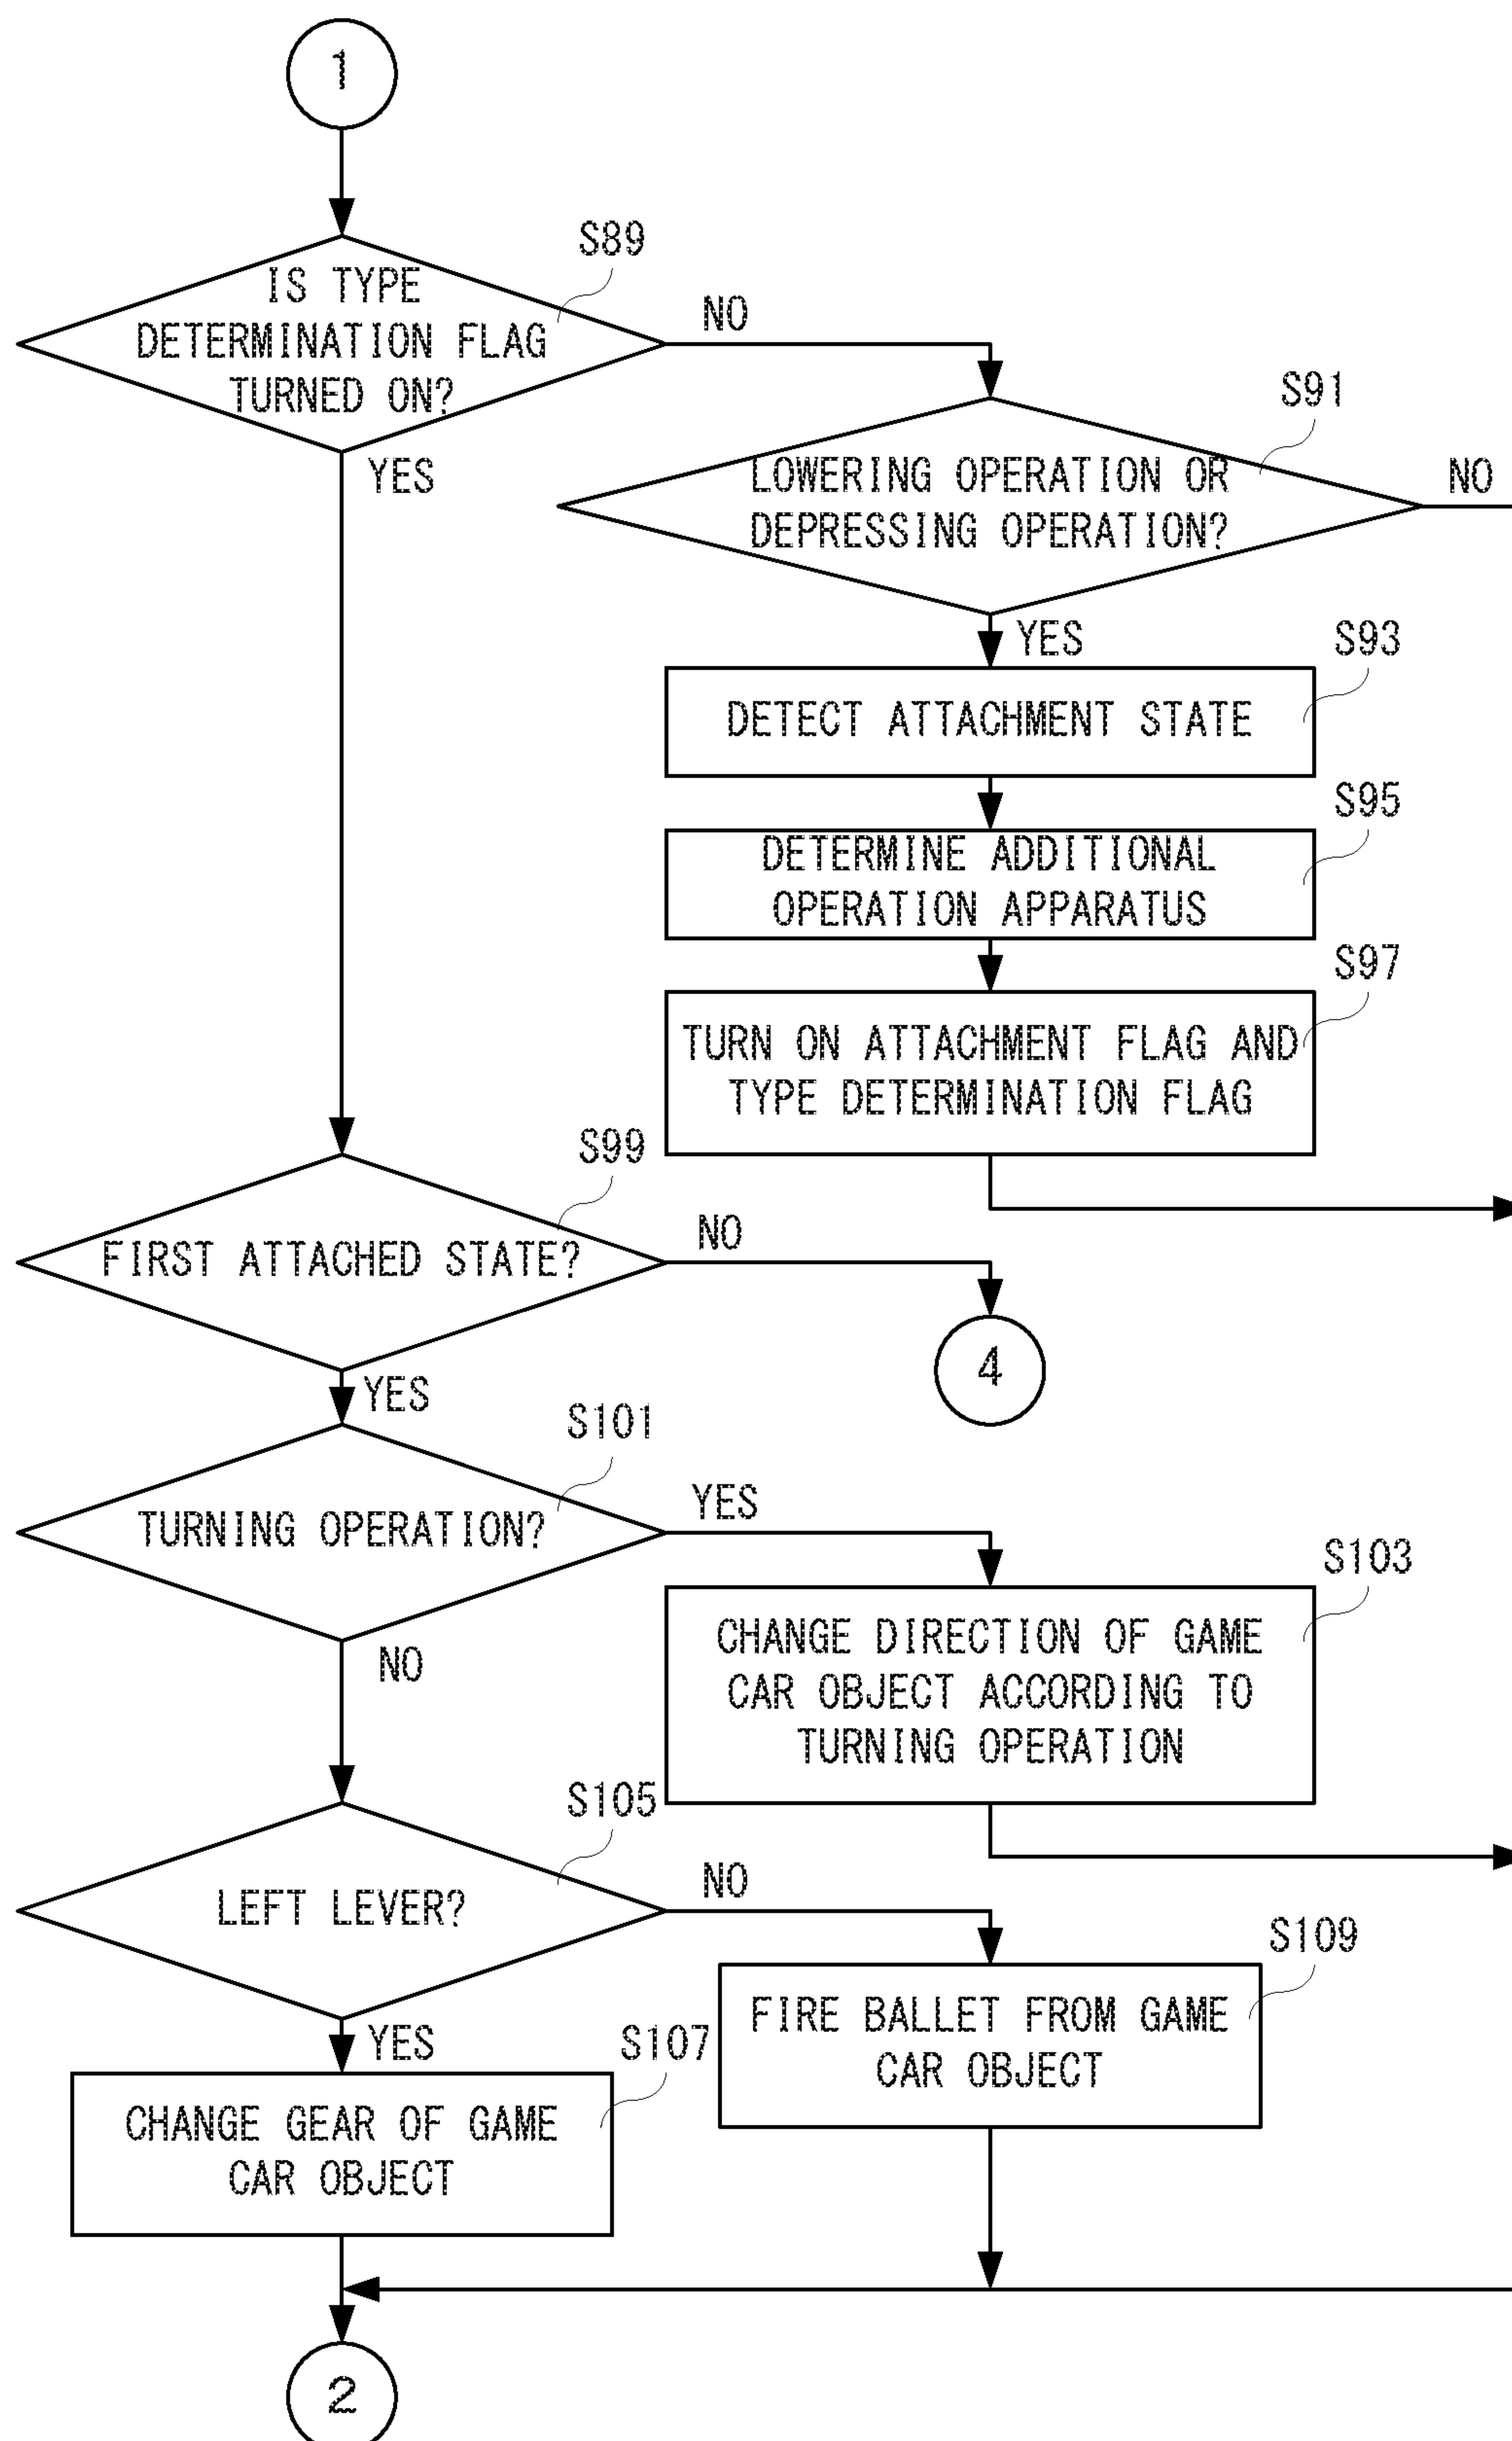 1
S89
IS TYPE
DETERMINATION FLAG
TURNED ON?
NO
YES
S91
LOWERING OPERATION OR
DEPRESSING OPERATION?
NO
YES
S93
DETECT ATTACHMENT STATE
S95
DETERMINE ADDITIONAL
OPERATION APPARATUS
S97
TURN ON ATTACHMENT FLAG AND
TYPE DETERMINATION FLAG
S99
FIRST ATTACHED STATE?
NO
4
YES
S101
TURNING OPERATION?
YES
S103
CHANGE DIRECTION OF GAME
CAR OBJECT ACCORDING TO
TURNING OPERATION
NO
S105
LEFT LEVER?
NO
S109
FIRE BALLET FROM GAME
CAR OBJECT
YES
S107
CHANGE GEAR OF GAME
CAR OBJECT
2